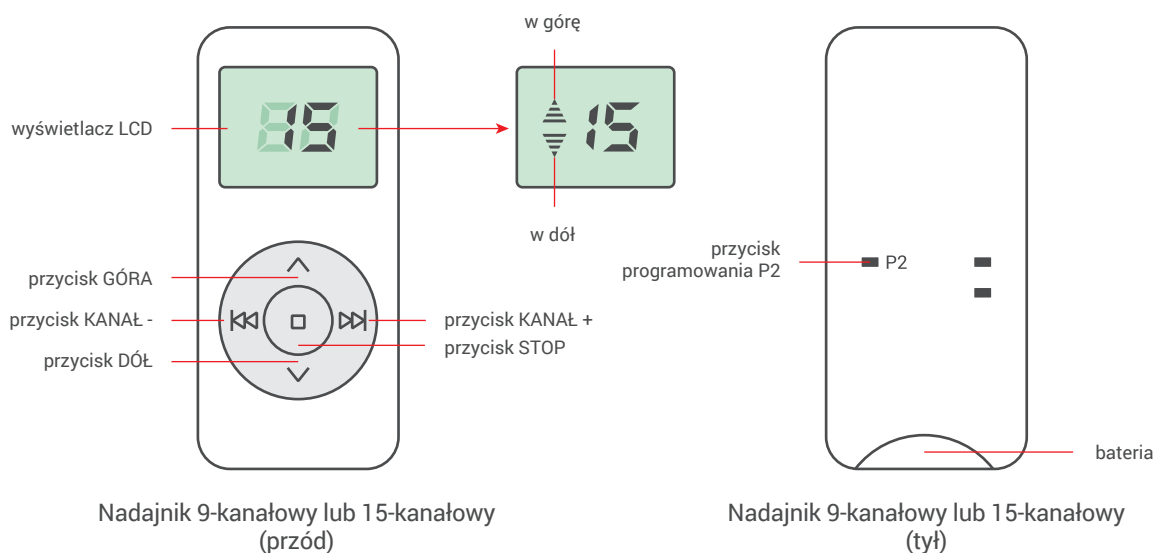 w górę
wyświetlacz LCD
15
15
w dół
przycisk GÓRA
przycisk KANAŁ -
przycisk DÓŁ
przycisk KANAŁ +
przycisk STOP
Nadajnik 9-kanałowy lub 15-kanałowy
(przód)
przycisk
programowania P2
P2
bateria
Nadajnik 9-kanałowy lub 15-kanałowy
(tył)